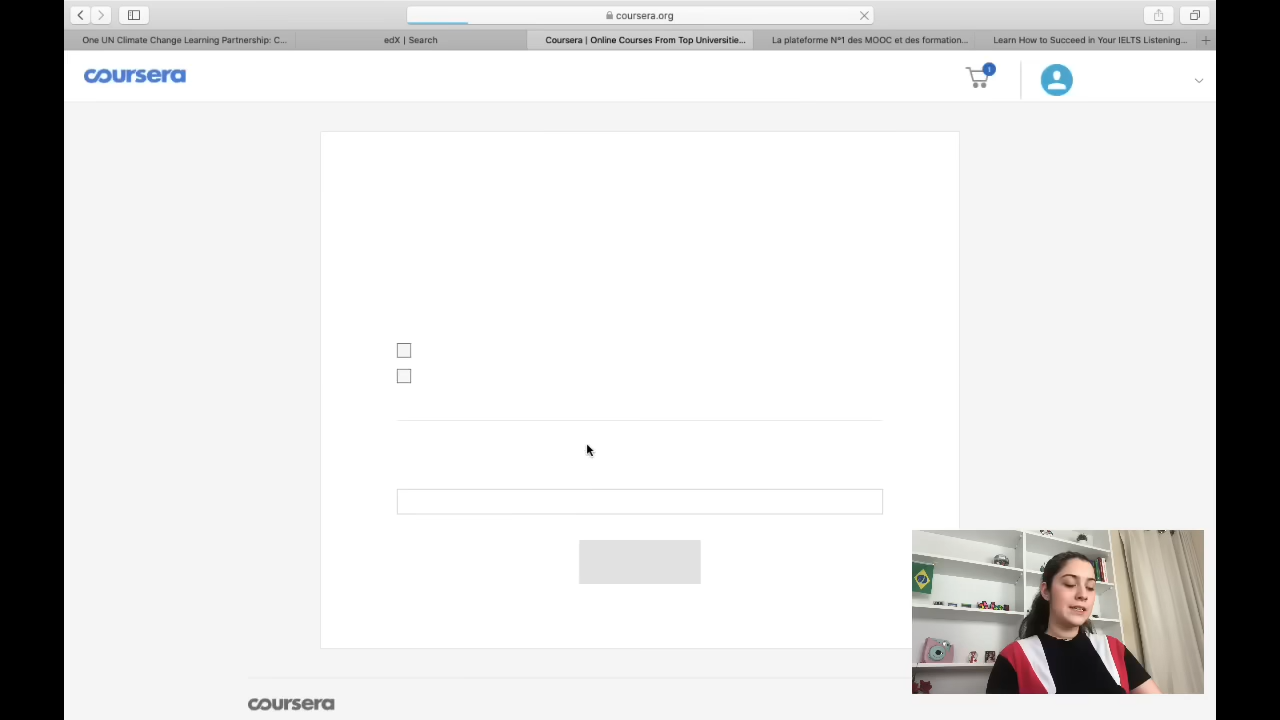 coursera.org
One UN Climate Change Learning Partnership: C...
edX | Search
Coursera | Online Courses From Top Universitie...
La plateforme N°1 des MOOC et des formation...
Learn How to Succeed in Your IELTS Listening...
coursera
1
coursera